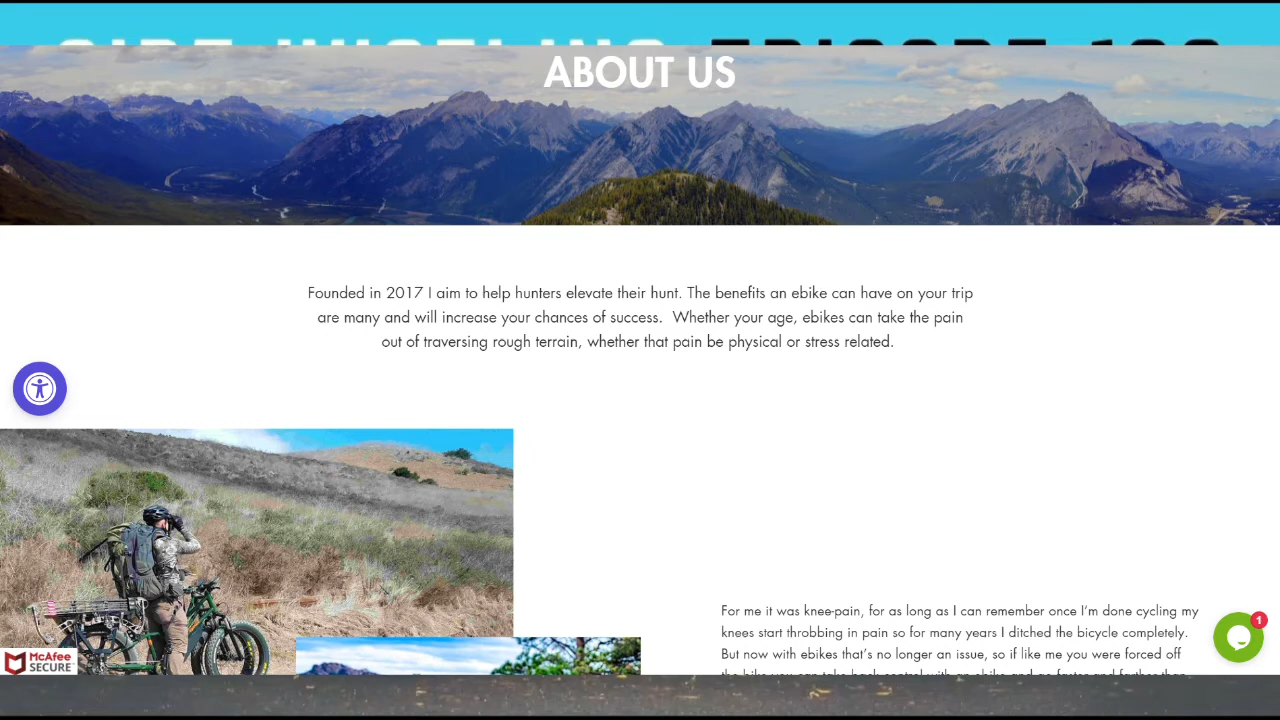 ABOUT US
Founded in 2017 I aim to help hunters elevate their hunt. The benefits an ebike can have on your trip
are many and will increase your chances of success. Whether your age, ebikes can take the pain
out of traversing rough terrain, whether that pain be physical or stress related.
For me it was knee-pain, for as long as I can remember once I'm done cycling my
knees start throbbing in pain so for many years I ditched the bicycle completely.
But now with ebikes that's no longer an issue, so if like me you were forced off
1
McAfee
SECURE